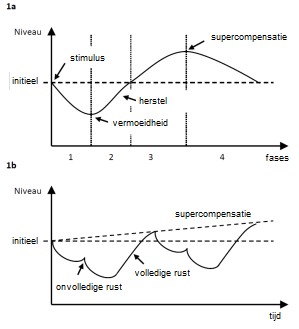 1a
Niveau
supercompensatie
stimulus
initieel
herstel
vermoeidheid
1 2 3 4 fases
1b
Niveau
supercompensatie
initieel
volledige rust
onvolledige rust
tijd